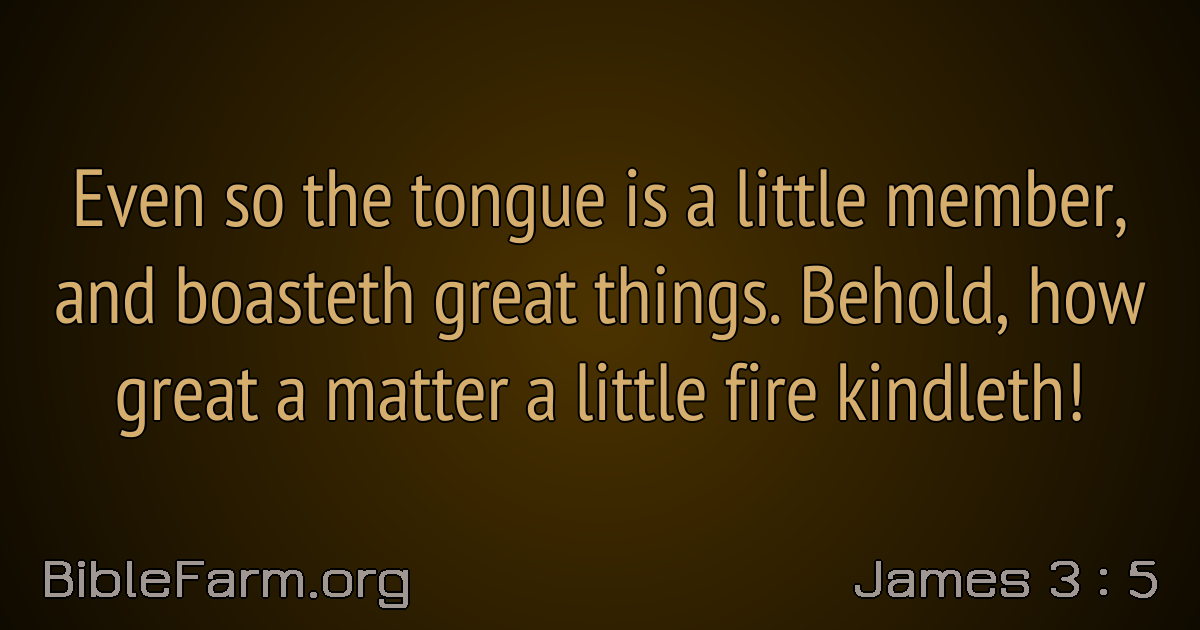 Even so the tongue is a little member,
and boasteth great things. Behold, how
great a matter a little fire kindleth!
BibleFarm.org
James 3 : 5